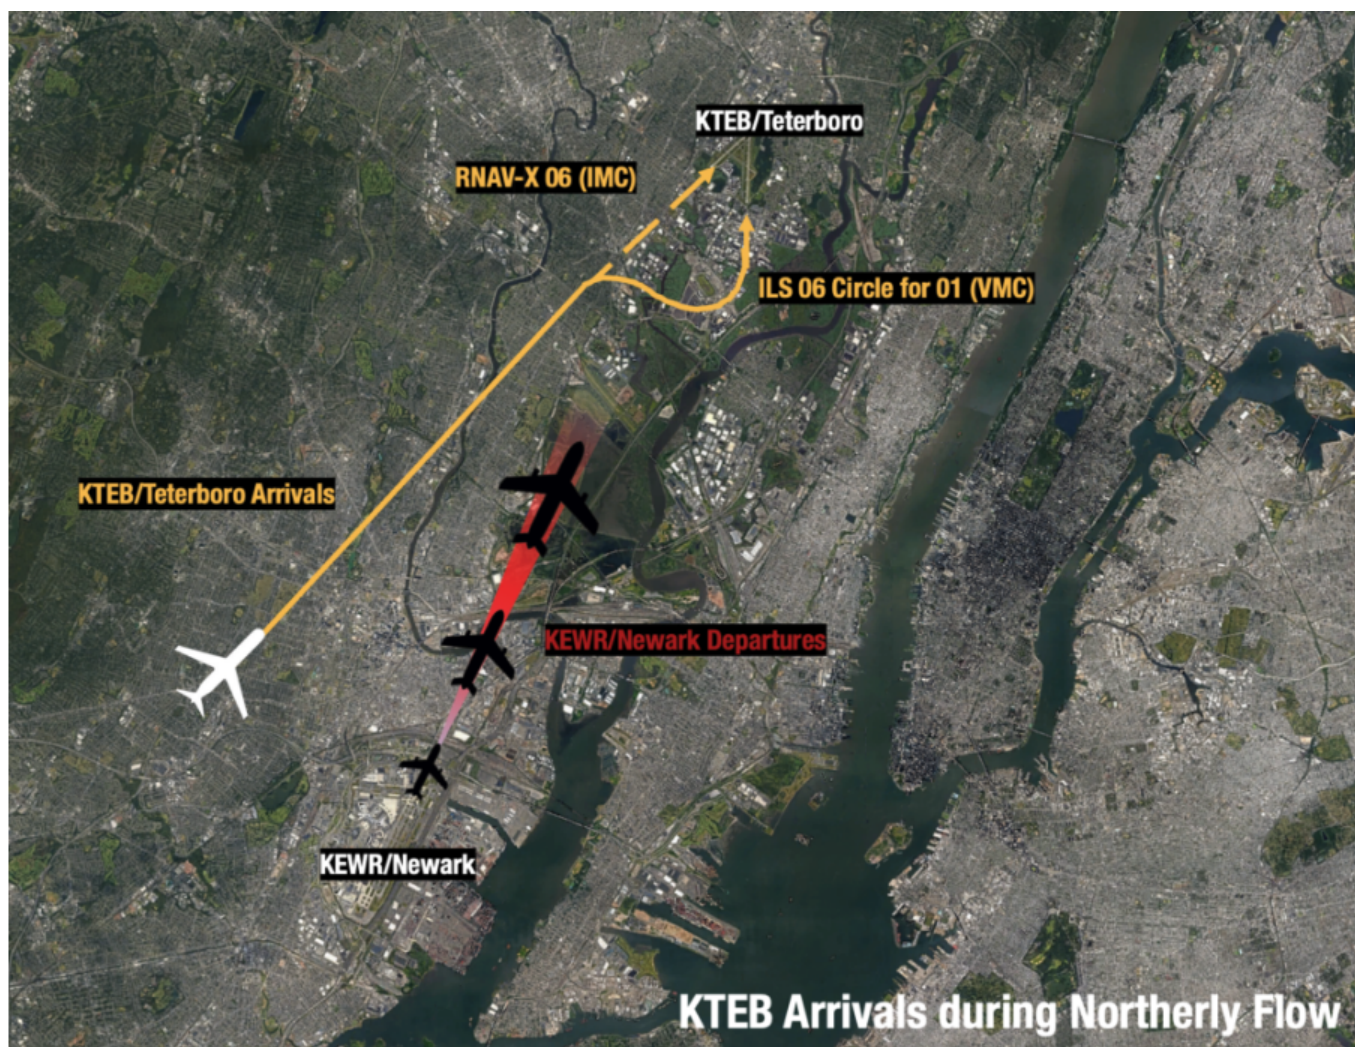 KTEB/Teterboro
RNAV-X 06 (IMC)
ILS 06 Circle for 01 (VMC)
KTEB/Teterboro Arrivals
KEWR/Newark Departures
KEWR/Newark
KTEB Arrivals during Northerly Flow